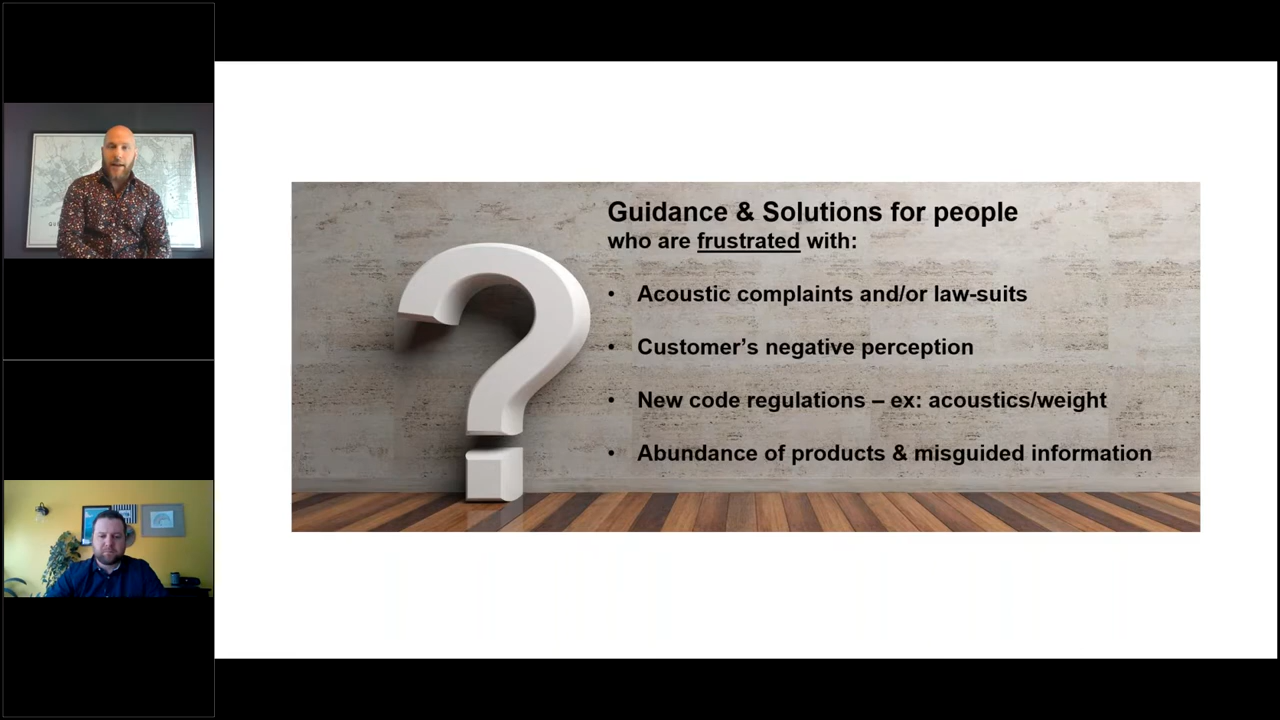 Guidance & Solutions for people
who are frustrated with:
• Acoustic complaints and/or law-suits
• Customer’s negative perception
• New code regulations – ex: acoustics/weight
• Abundance of products & misguided information